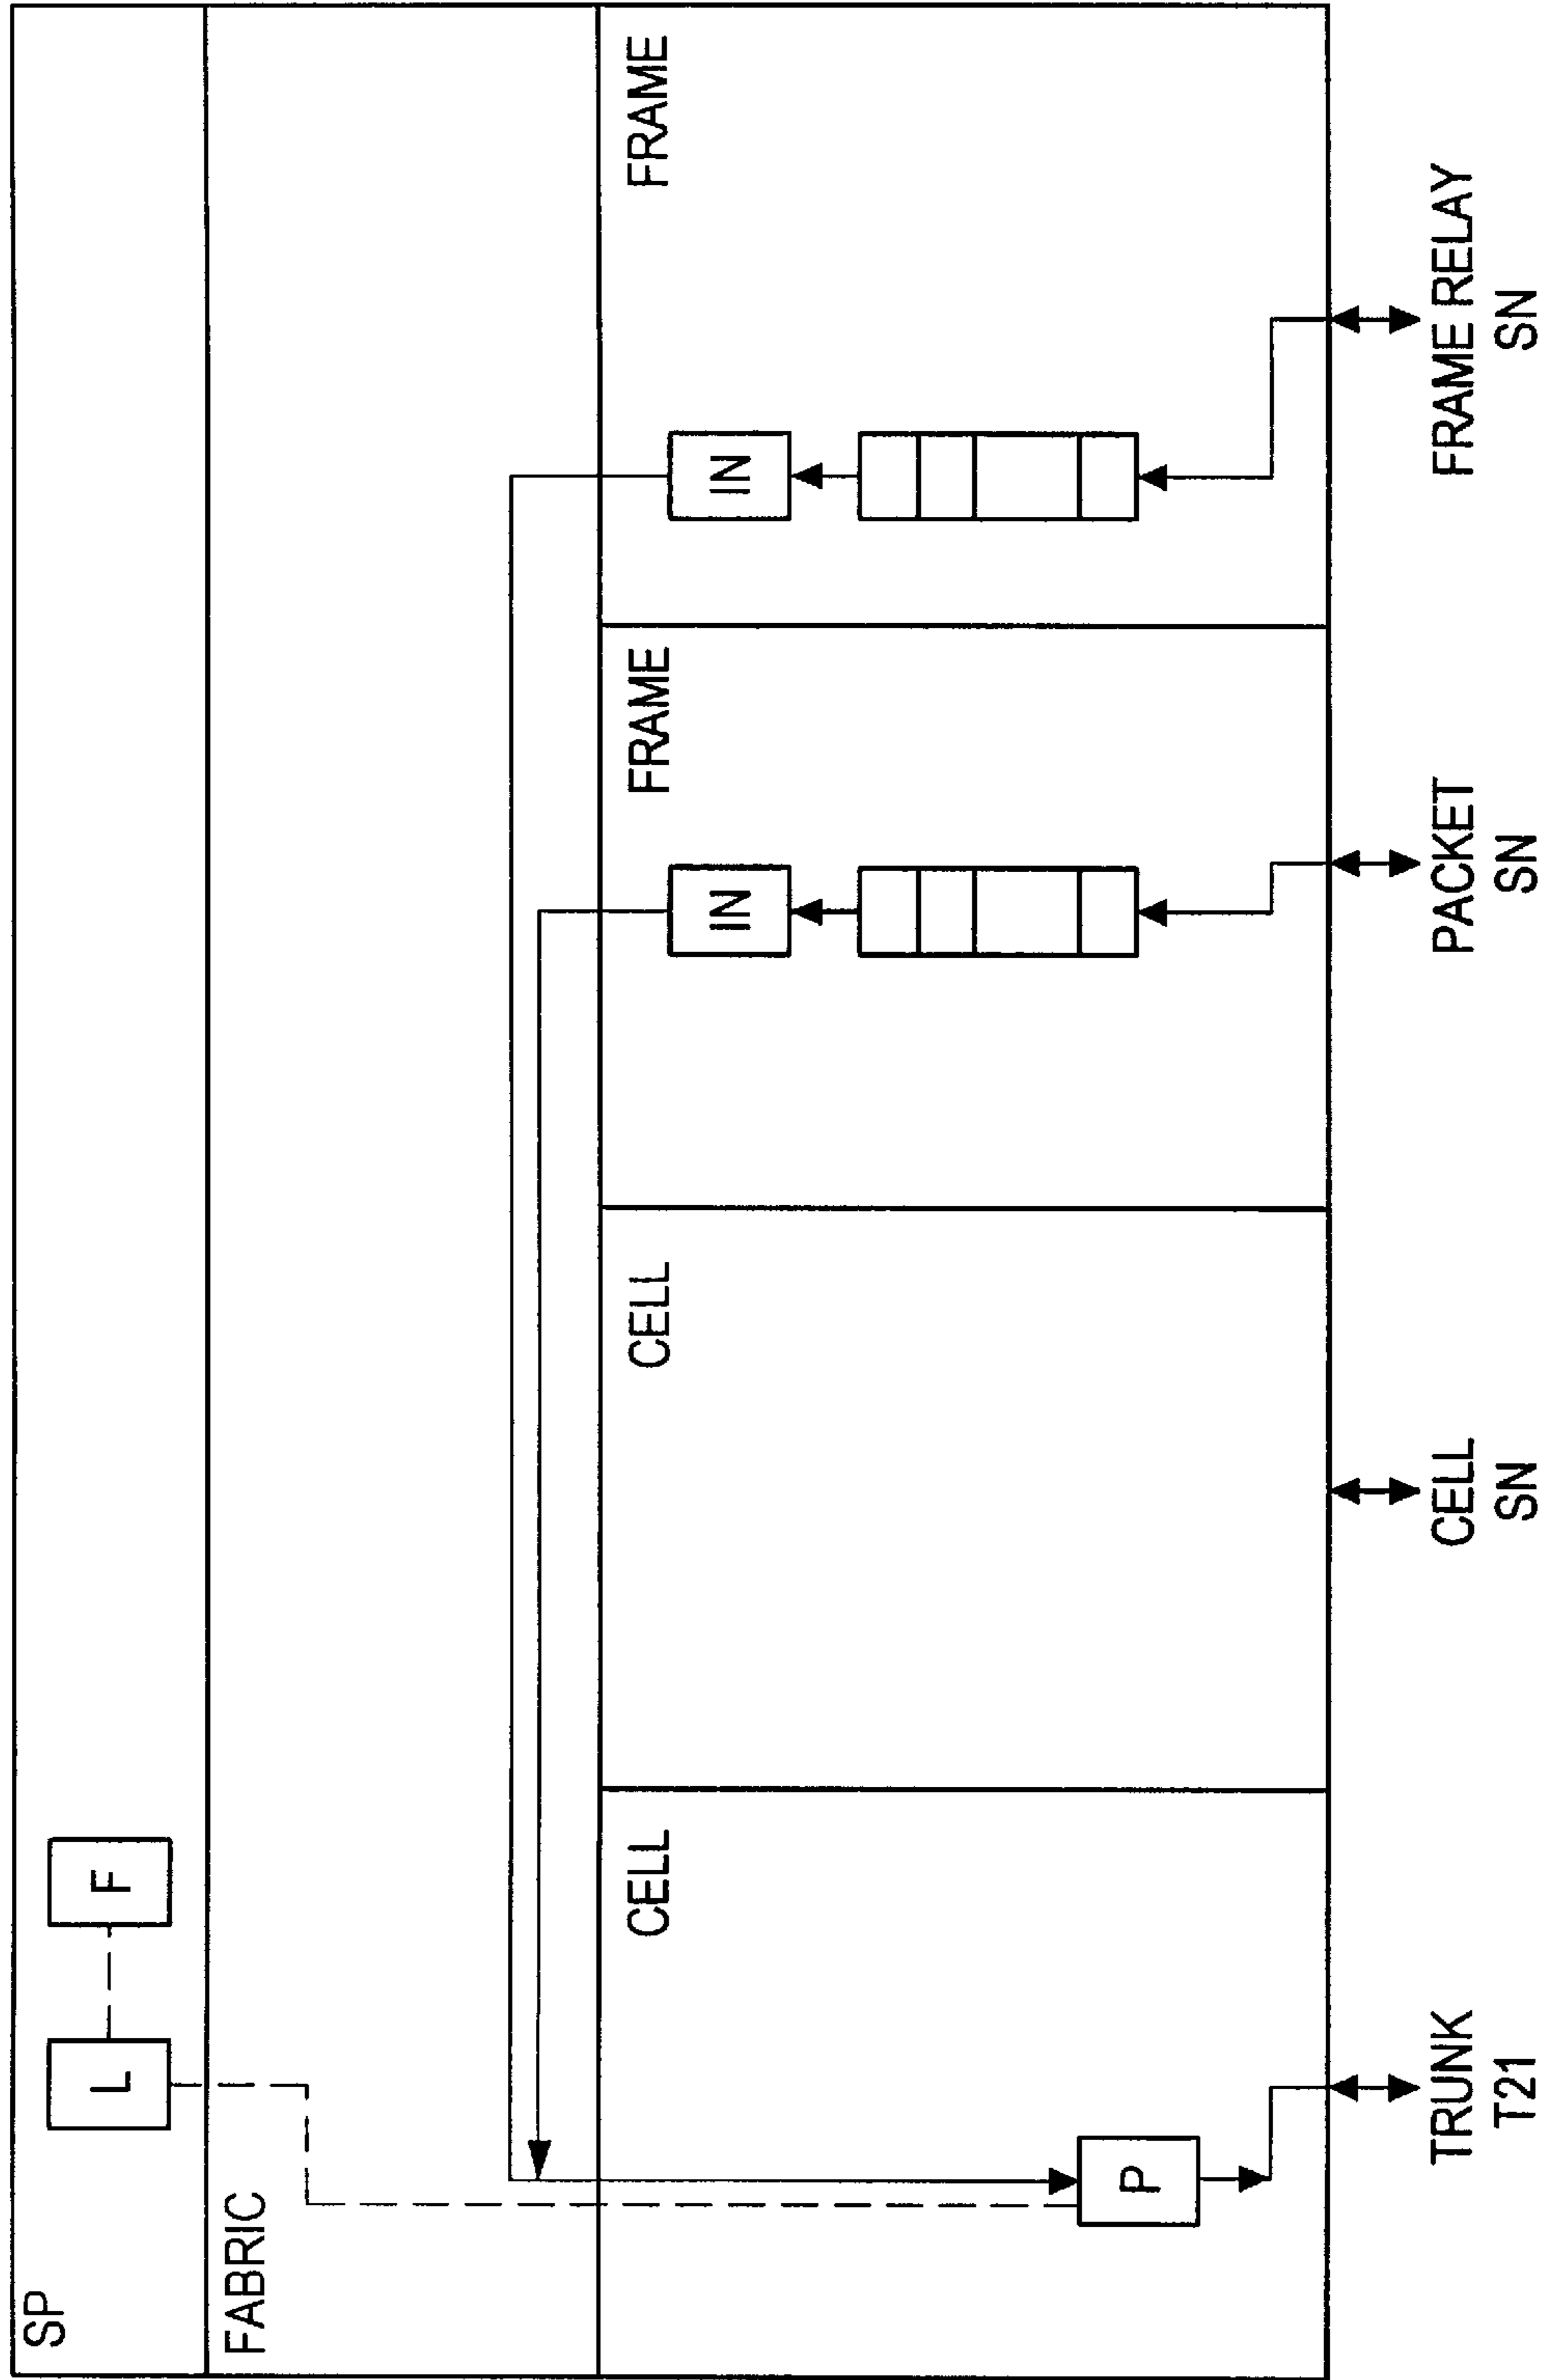 SP
L
F
FABRIC
CELL
CELL
FRAME
FRAME
IN
IN
P
TRUNK
T21
CELL
SN
PACKET
SN
FRAME RELAY
SN